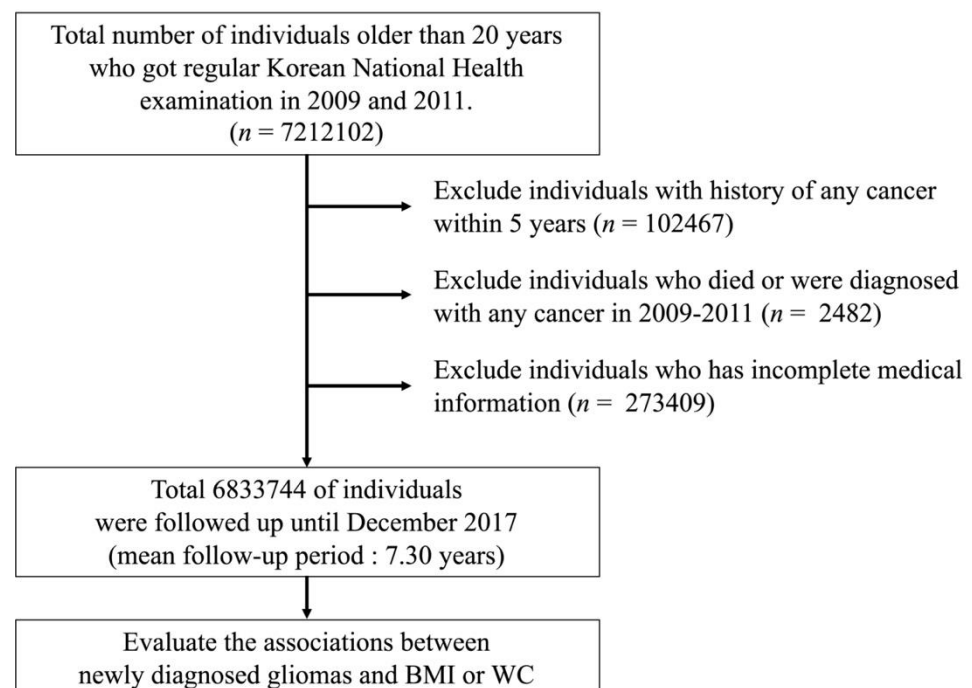 Total number of individuals older than 20 years
who got regular Korean National Health
examination in 2009 and 2011.
(n = 7212102)
Exclude individuals with history of any cancer
within 5 years (n = 102467)
Exclude individuals who died or were diagnosed
with any cancer in 2009-2011 (n = 2482)
Exclude individuals who has incomplete medical
information (n = 273409)
Total 6833744 of individuals
were followed up until December 2017
(mean follow-up period : 7.30 years)
Evaluate the associations between
newly diagnosed gliomas and BMI or WC